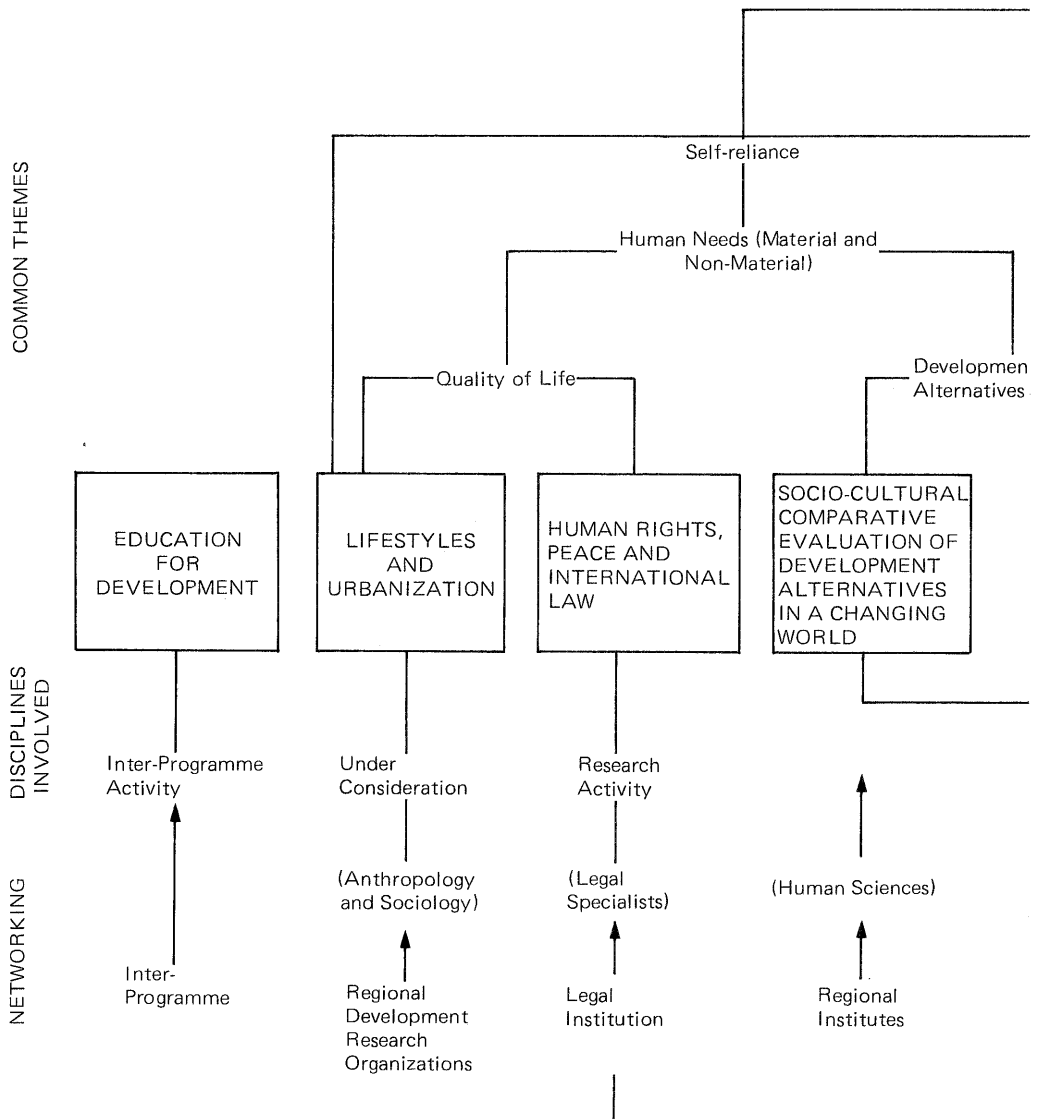 COMMON THEMES
Self-reliance
Human Needs (Material and
Non-Material)
Quality of Life
Developmen
Alternatives
EDUCATION
FOR
DEVELOPMENT
LIFESTYLES
AND
URBANIZATION
HUMAN RIGHTS,
PEACE AND
INTERNATIONAL
LAW
SOCIO-CULTURAL
COMPARATIVE
EVALUATION OF
DEVELOPMENT
ALTERNATIVES
IN A CHANGING
WORLD
DISCIPLINES
INVOLVED
Inter-Programme
Activity
Under
Consideration
Research
Activity
(Anthropology
and Sociology)
(Legal
Specialists)
(Human Sciences)
NETWORKING
Inter-
Programme
Regional
Development
Research
Organizations
Legal
Institution
Regional
Institutes